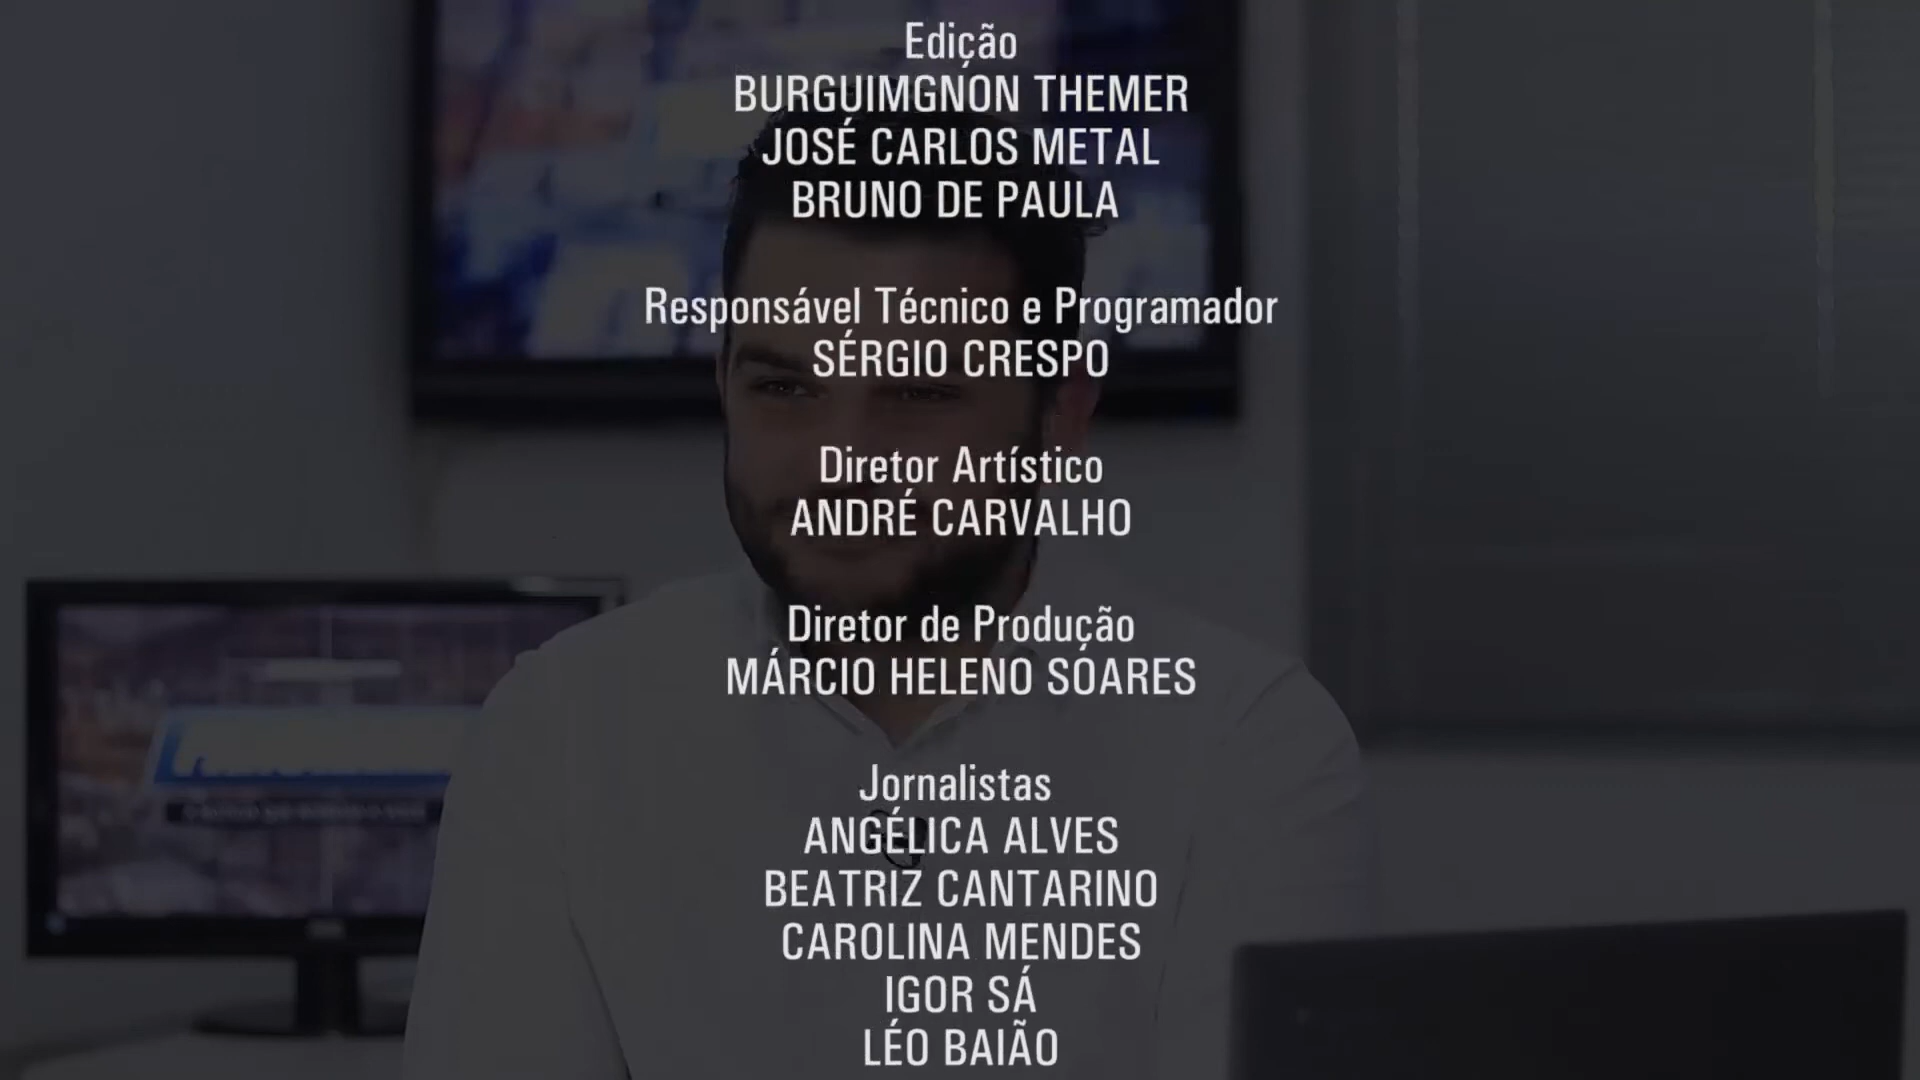 Edição
BURGUIMGNON THEMER
JOSÉ CARLOS METAL
BRUNO DE PAULA
Responsável Técnico e Programador
SÉRGIO CRESPO
Diretor Artístico
ANDRÉ CARVALHO
Diretor de Produção
MÁRCIO HELENO SOARES
Jornalistas
ANGÉLICA ALVES
BEATRIZ CANTARINO
CAROLINA MENDES
IGOR SÁ
LÉO BAIÃO